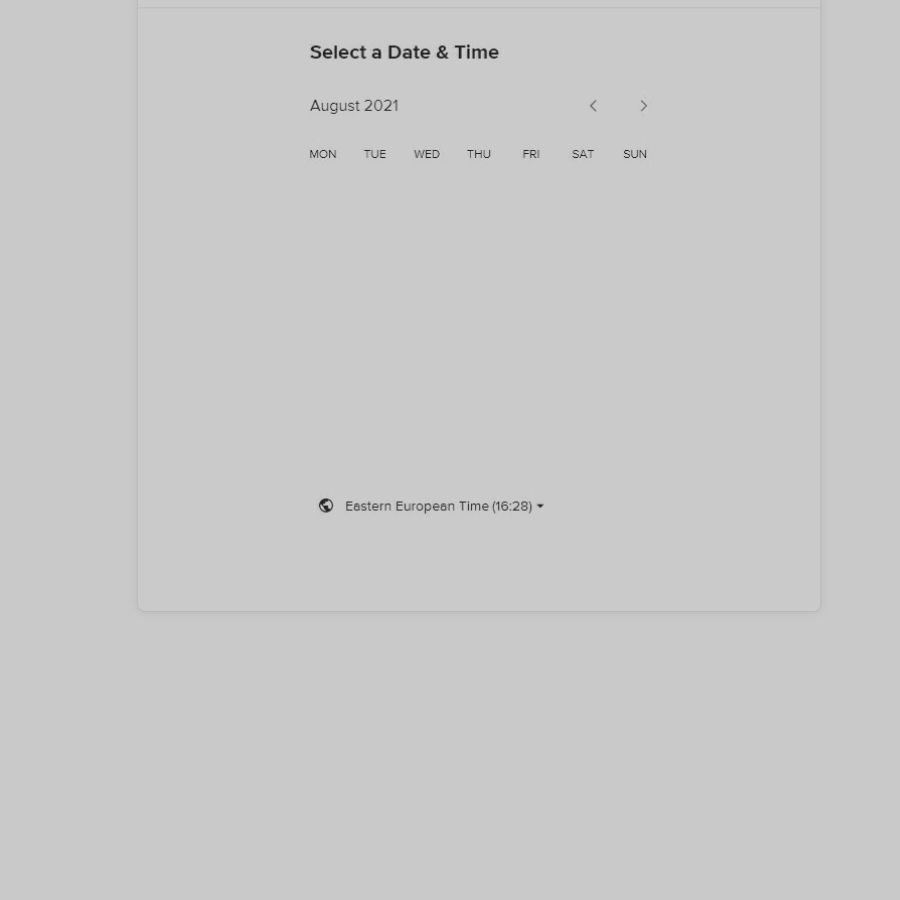 Select a Date & Time
August 2021
MON TUE WED THU FRI SAT SUN
Eastern European Time (16:28)